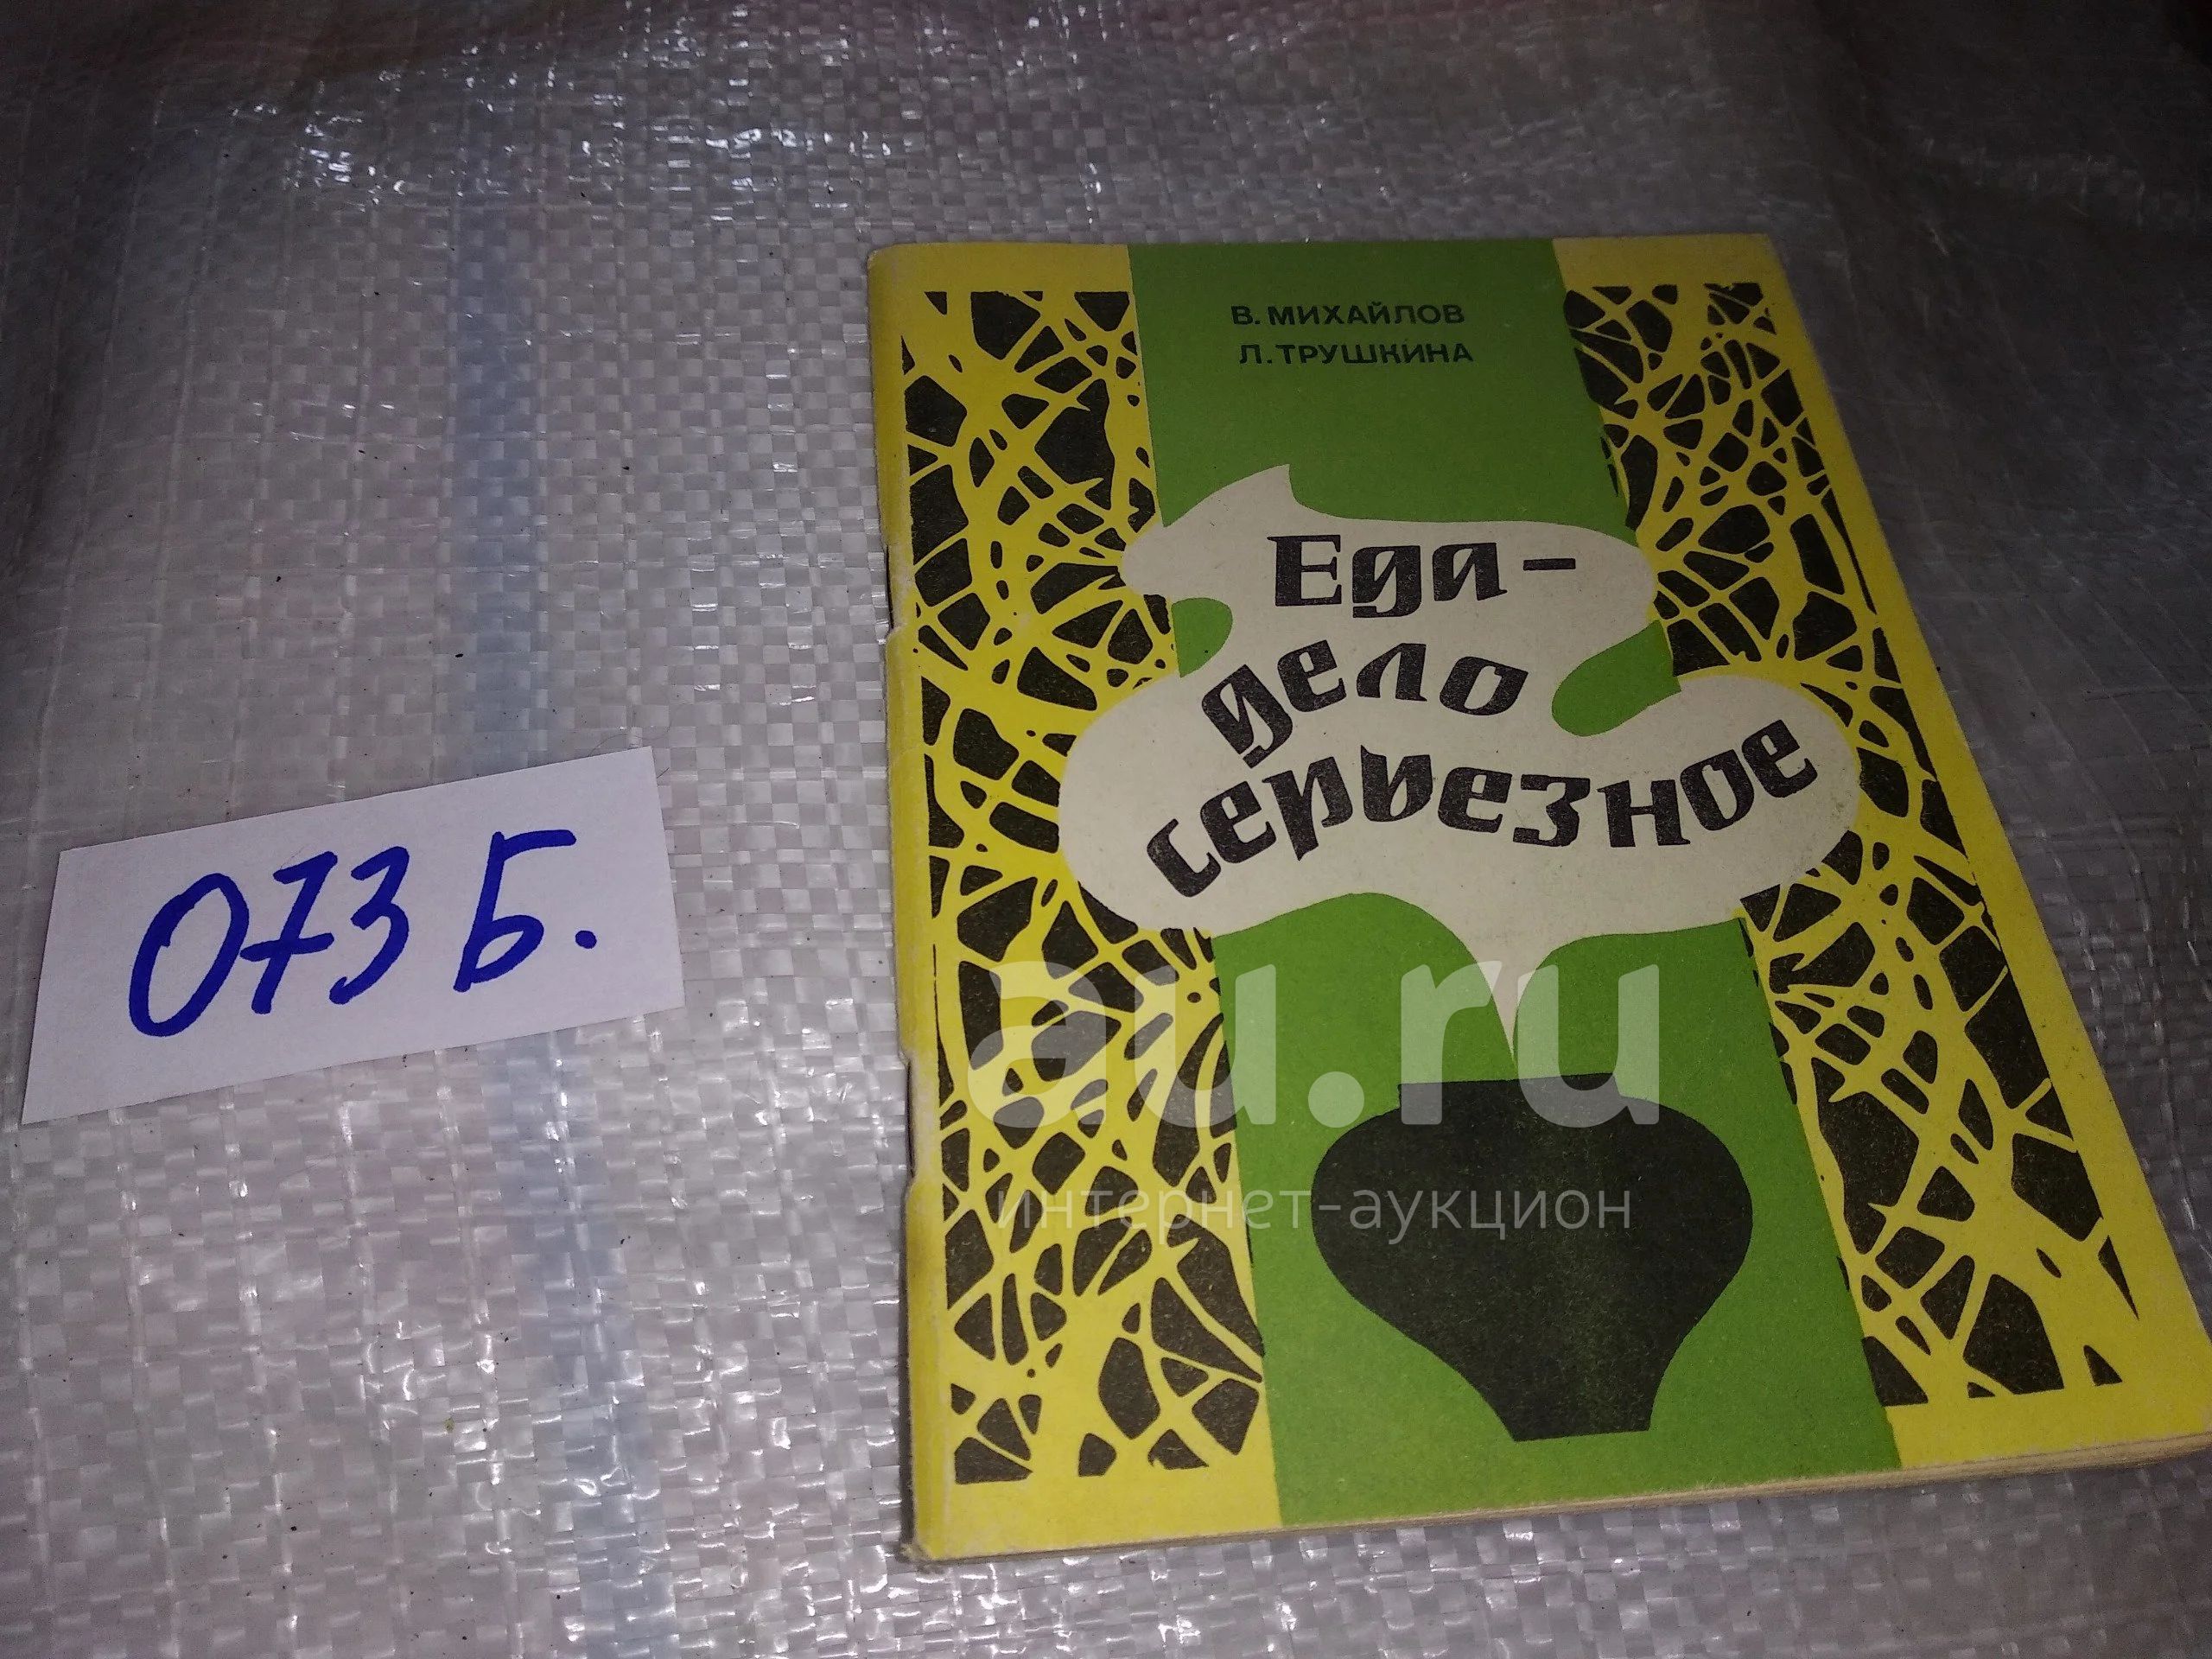 В. МИХАЙЛОВ
Л. ТРУШКИНА
Еда –
дело
серьезное
073 Б.
au.ru
интернет-аукцион